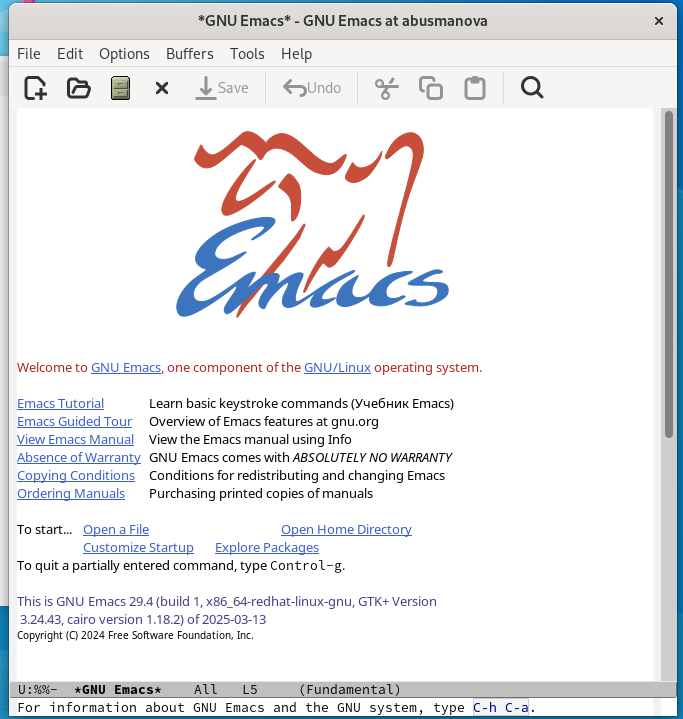 *GNU Emacs* - GNU Emacs at abusmanova
File Edit Options Buffers Tools Help
Save Undo
Emacs
Welcome to GNU Emacs, one component of the GNU/Linux operating system.
Emacs Tutorial Learn basic keystroke commands (Учебник Emacs)
Emacs Guided Tour Overview of Emacs features at gnu.org
View Emacs Manual View the Emacs manual using Info
Absence of Warranty GNU Emacs comes with ABSOLUTELY NO WARRANTY
Copying Conditions Conditions for redistributing and changing Emacs
Ordering Manuals Purchasing printed copies of manuals
To start... Open a File Open Home Directory
Customize Startup Explore Packages
To quit a partially entered command, type Control-g.
This is GNU Emacs 29.4 (build 1, x86_64-redhat-linux-gnu, GTK+ Version
3.24.43, cairo version 1.18.2) of 2025-03-13
Copyright (C) 2024 Free Software Foundation, Inc.
U:%%- *GNU Emacs* All L5 (Fundamental)
For information about GNU Emacs and the GNU system, type C-h C-a.